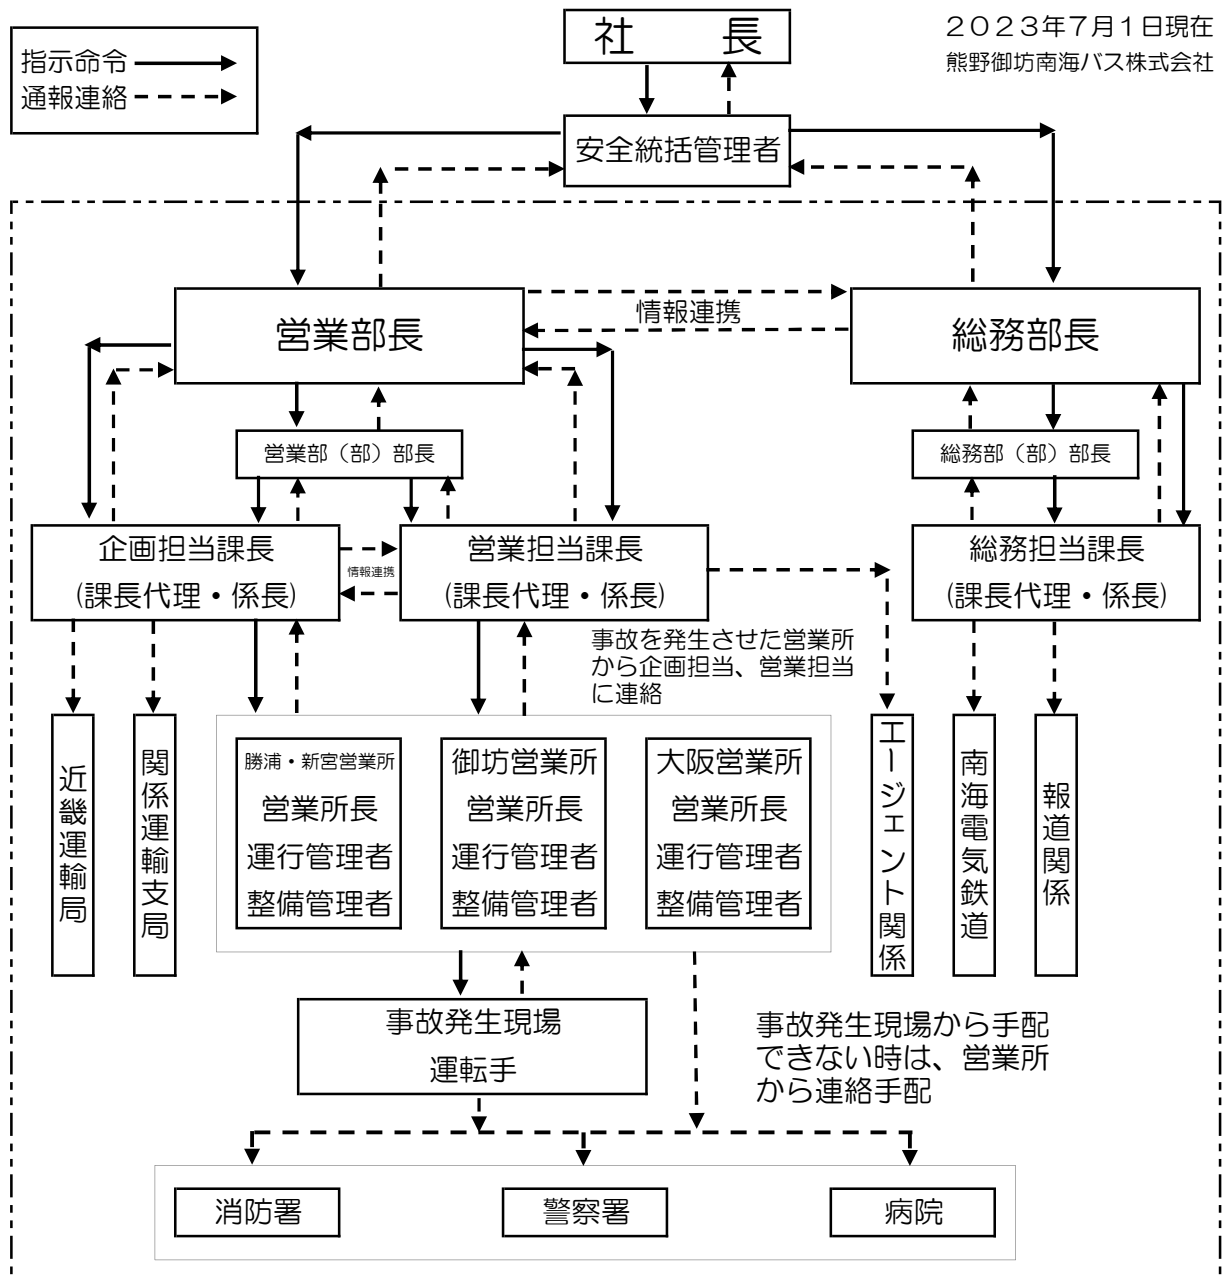 社　長
２０２３年７月１日現在
熊野御坊南海バス株式会社
指示命令
通報連絡
安全統括管理者
営業部長
情報連携
総務部長
営業部（部）部長
総務部（部）部長
企画担当課長
(課長代理・係長)
情報連携
営業担当課長
(課長代理・係長)
総務担当課長
(課長代理・係長)
事故を発生させた営業所
から企画担当、営業担当
に連絡
近畿運輸局
関係運輸支局
勝浦・新宮営業所
営業所長
運行管理者
整備管理者
御坊営業所
営業所長
運行管理者
整備管理者
大阪営業所
営業所長
運行管理者
整備管理者
エージェント関係
南海電気鉄道
報道関係
事故発生現場
運転手
事故発生現場から手配
できない時は、営業所
から連絡手配
消防署
警察署
病院